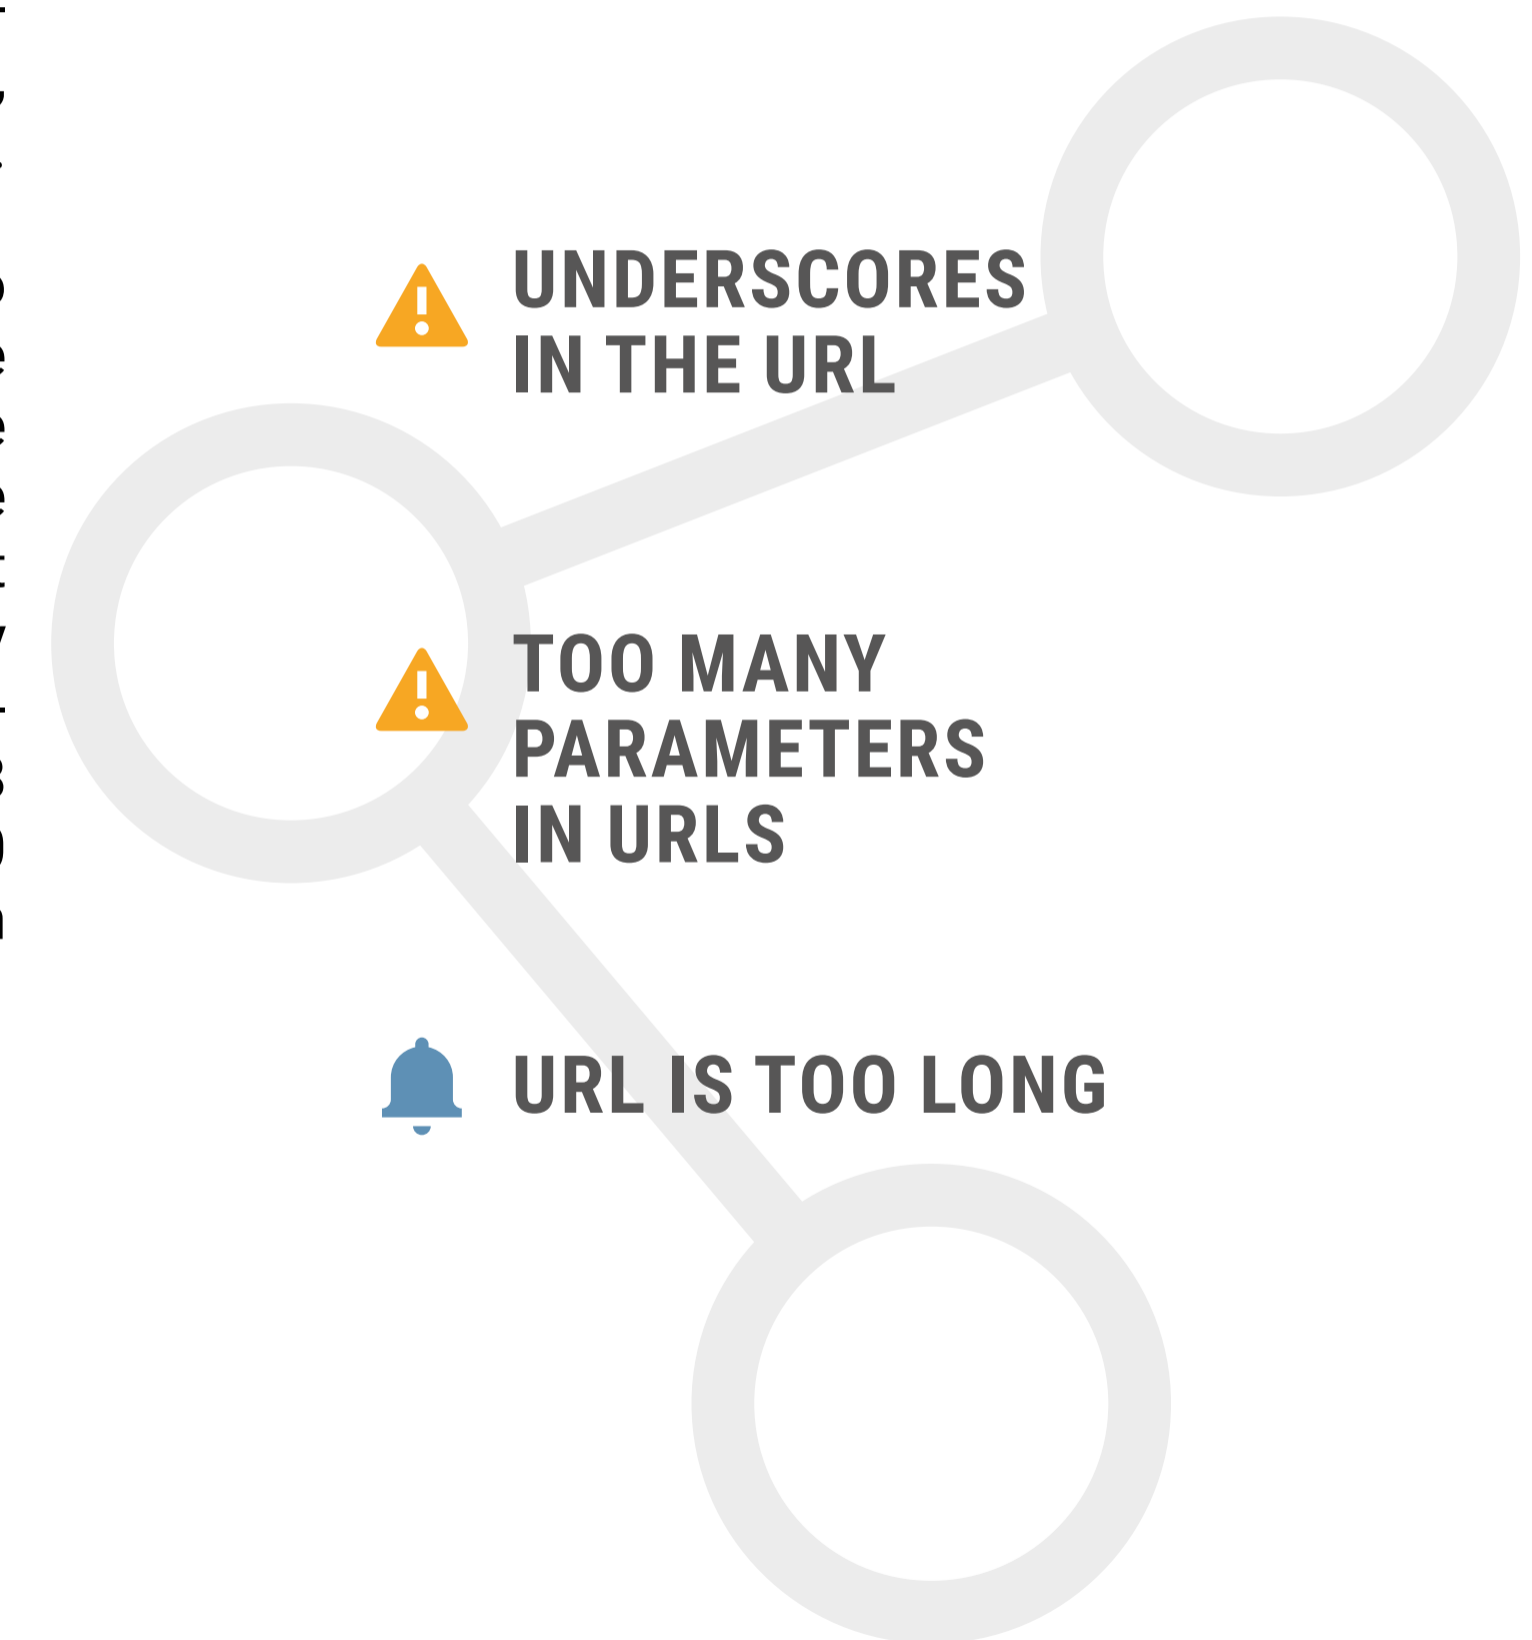 UNDERSCORES
IN THE URL
TOO MANY
PARAMETERS
IN URLS
URL IS TOO LONG